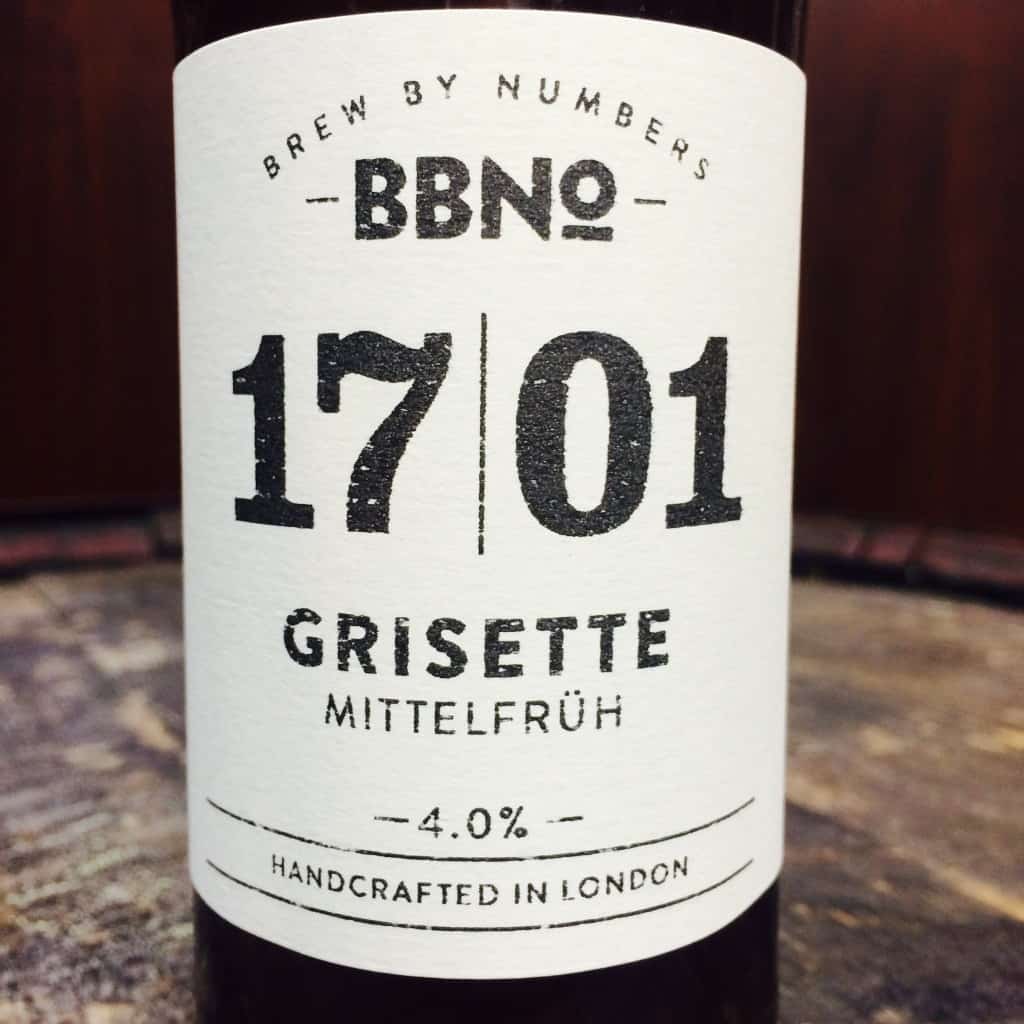 BREW BY NUMBERS
–BBNo–
17|01
GRISETTE
MITTELFRÜH
–4.0%–
HANDCRAFTED IN LONDON